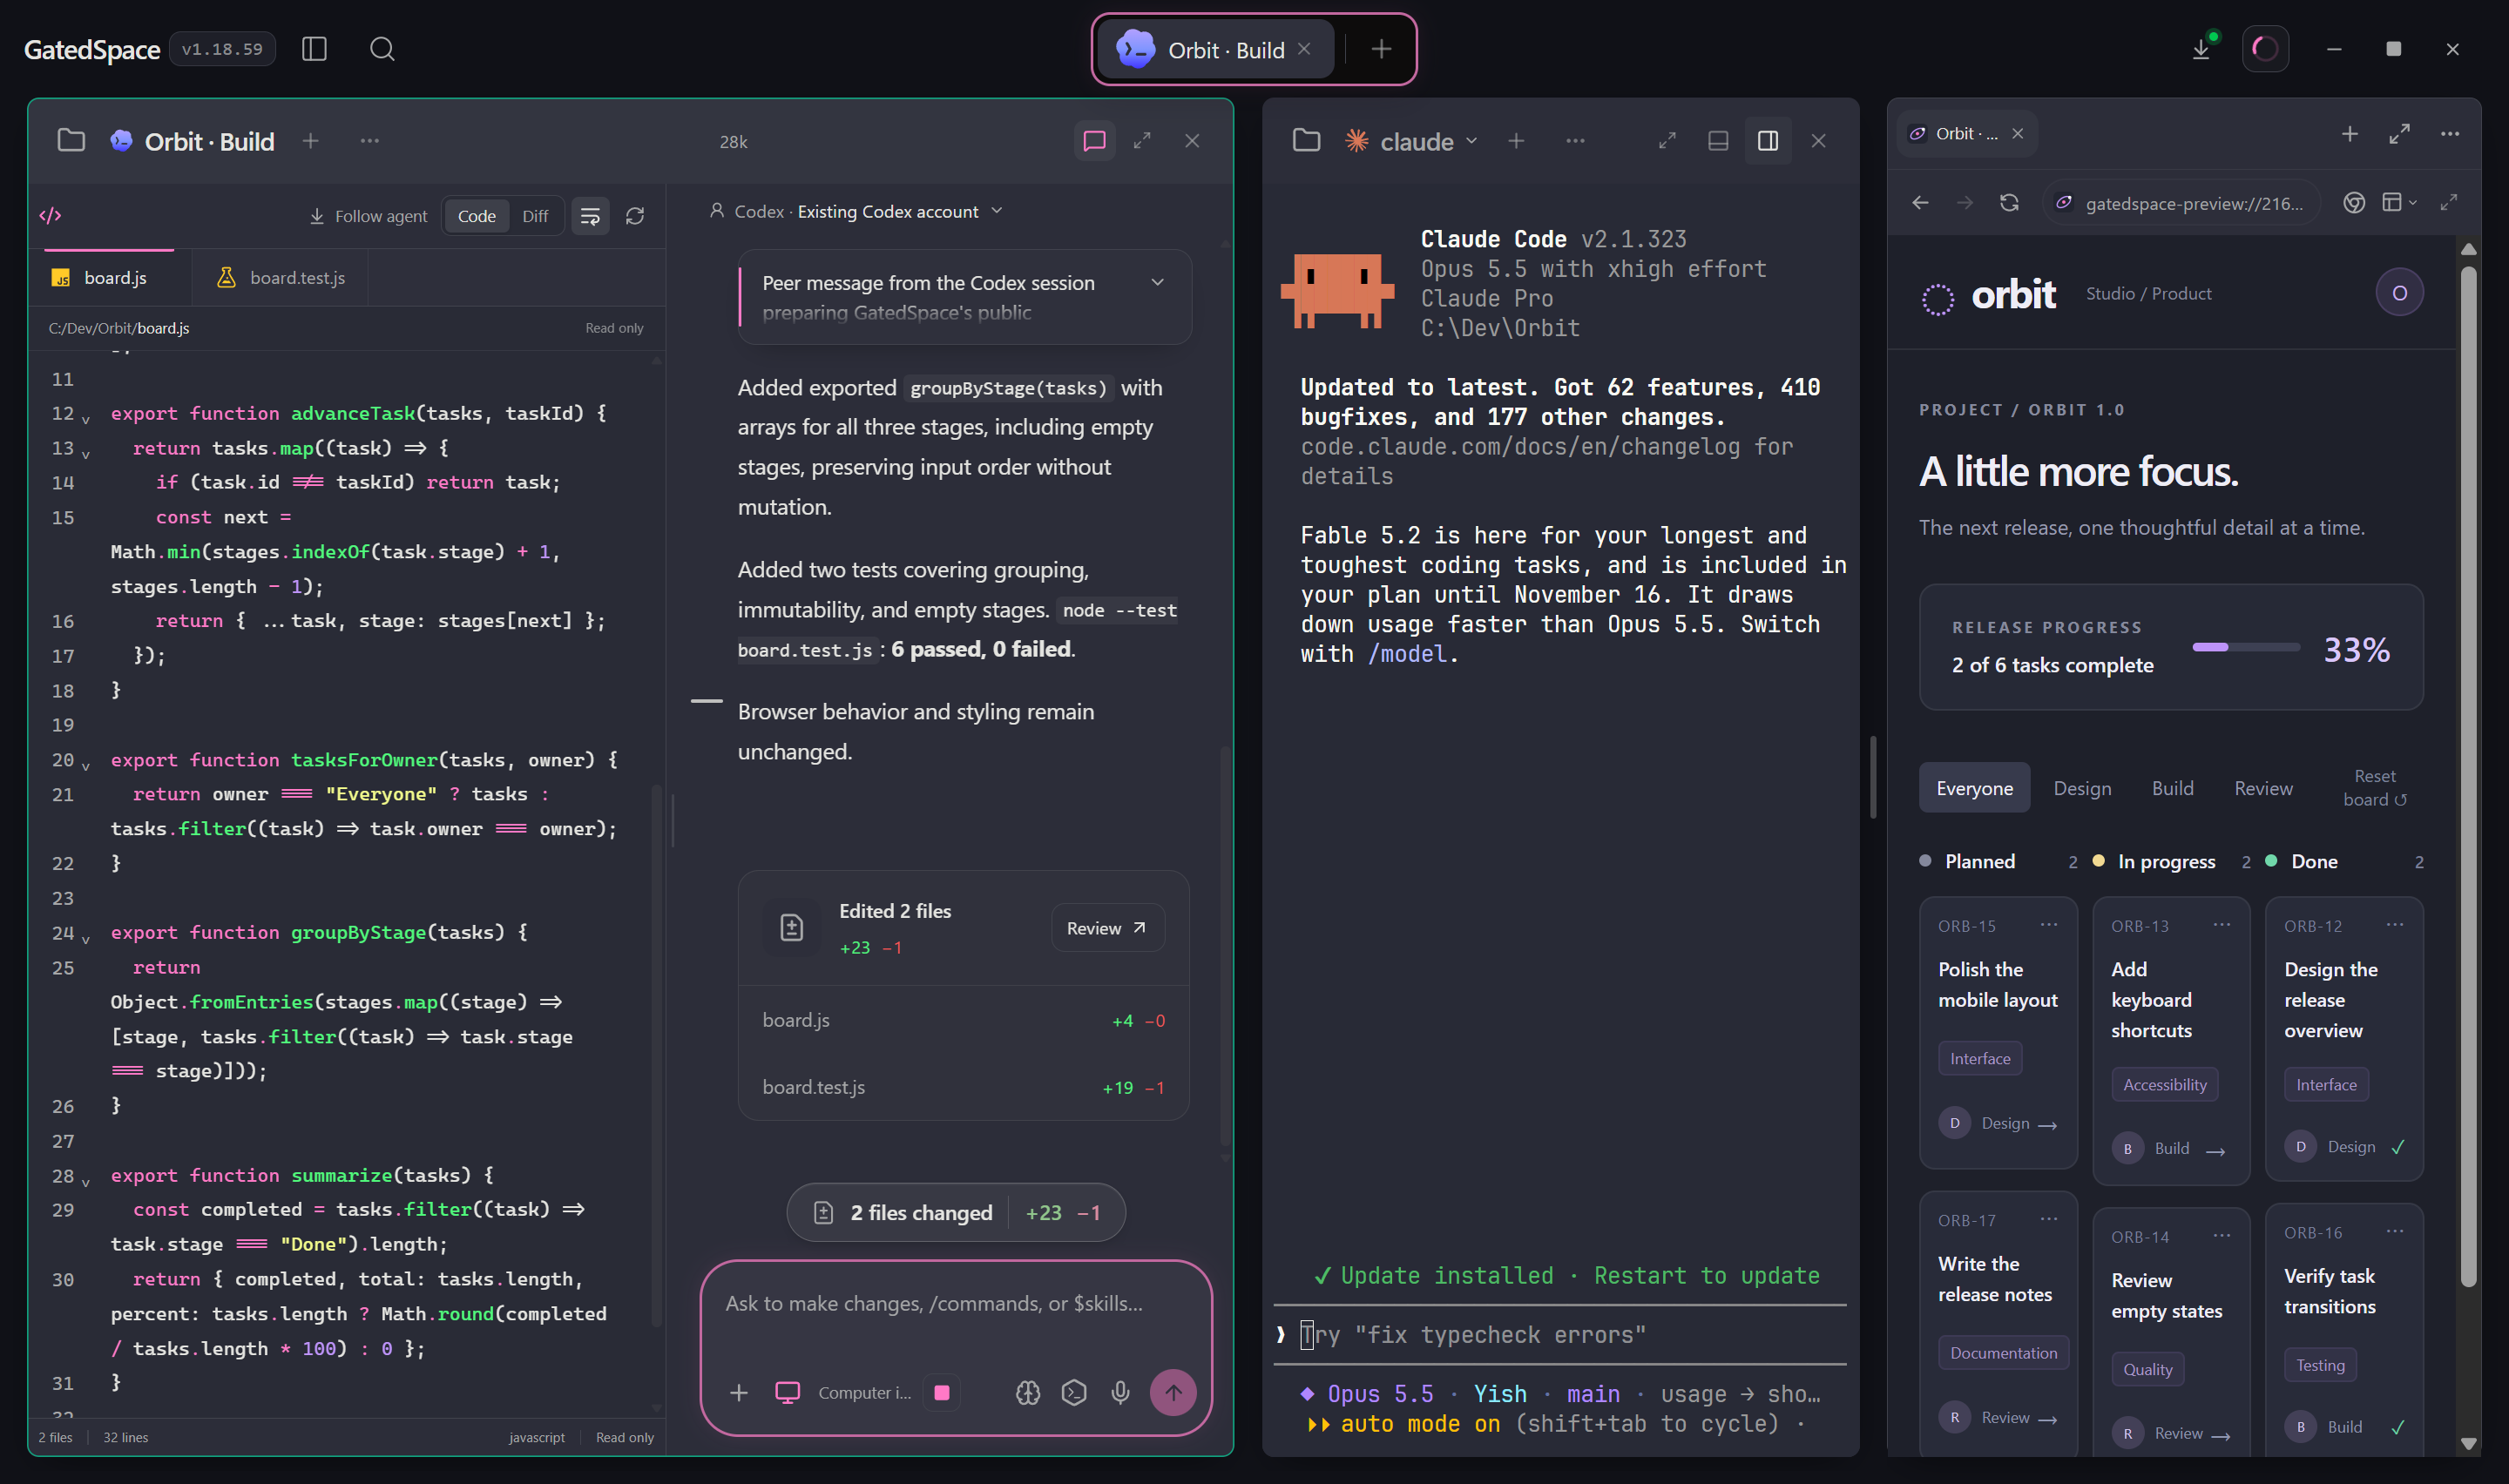 GatedSpace v1.18.59
Orbit · Build
Orbit · Build
28k
Follow agent Code Diff
board.js board.test.js
C:/Dev/Orbit/board.js Read only
11
12 export function advanceTask(tasks, taskId) {
13 return tasks.map((task) => {
14 if (task.id !== taskId) return task;
15 const next =
Math.min(stages.indexOf(task.stage) + 1,
stages.length - 1);
16 return { ...task, stage: stages[next] };
17 });
18 }
19
20 export function tasksForOwner(tasks, owner) {
21 return owner === "Everyone" ? tasks :
tasks.filter((task) => task.owner === owner);
22 }
23
24 export function groupByStage(tasks) {
25 return
Object.fromEntries(stages.map((stage) =>
[stage, tasks.filter((task) => task.stage
=== stage)]));
26 }
27
28 export function summarize(tasks) {
29 const completed = tasks.filter((task) =>
task.stage === "Done").length;
30 return { completed, total: tasks.length,
percent: tasks.length ? Math.round(completed
/ tasks.length * 100) : 0 };
31 }
32
2 files 32 lines javascript Read only
Codex · Existing Codex account
Peer message from the Codex session
preparing GatedSpace's public
Added exported groupByStage(tasks) with
arrays for all three stages, including empty
stages, preserving input order without
mutation.
Added two tests covering grouping,
immutability, and empty stages. node --test
board.test.js: 6 passed, 0 failed.
Browser behavior and styling remain
unchanged.
Edited 2 files
+23 −1
Review
board.js +4 −0
board.test.js +19 −1
2 files changed +23 −1
Ask to make changes, /commands, or $skills...
Computer i...
claude
Claude Code v2.1.323
Opus 5.5 with xhigh effort
Claude Pro
C:\Dev\Orbit
Updated to latest. Got 62 features, 410
bugfixes, and 177 other changes.
code.claude.com/docs/en/changelog for
details
Fable 5.2 is here for your longest and
toughest coding tasks, and is included in
your plan until November 16. It draws
down usage faster than Opus 5.5. Switch
with /model.
✓ Update installed · Restart to update
❯ Try "fix typecheck errors"
◆ Opus 5.5 · Yish · main · usage → sho…
⏵⏵ auto mode on (shift+tab to cycle) ·
Orbit · ...
gatedspace-preview://216...
orbit Studio / Product O
PROJECT / ORBIT 1.0
A little more focus.
The next release, one thoughtful detail at a time.
RELEASE PROGRESS
2 of 6 tasks complete
33%
Everyone Design Build Review Reset
board ↺
Planned 2
ORB-15 ...
Polish the
mobile layout
Interface
D Design →
ORB-17 ...
Write the
release notes
Documentation
R Review →
In progress 2
ORB-13 ...
Add
keyboard
shortcuts
Accessibility
B Build →
ORB-14 ...
Review
empty states
Quality
R Review →
Done 2
ORB-12 ...
Design the
release
overview
Interface
D Design ✓
ORB-16 ...
Verify task
transitions
Testing
B Build ✓